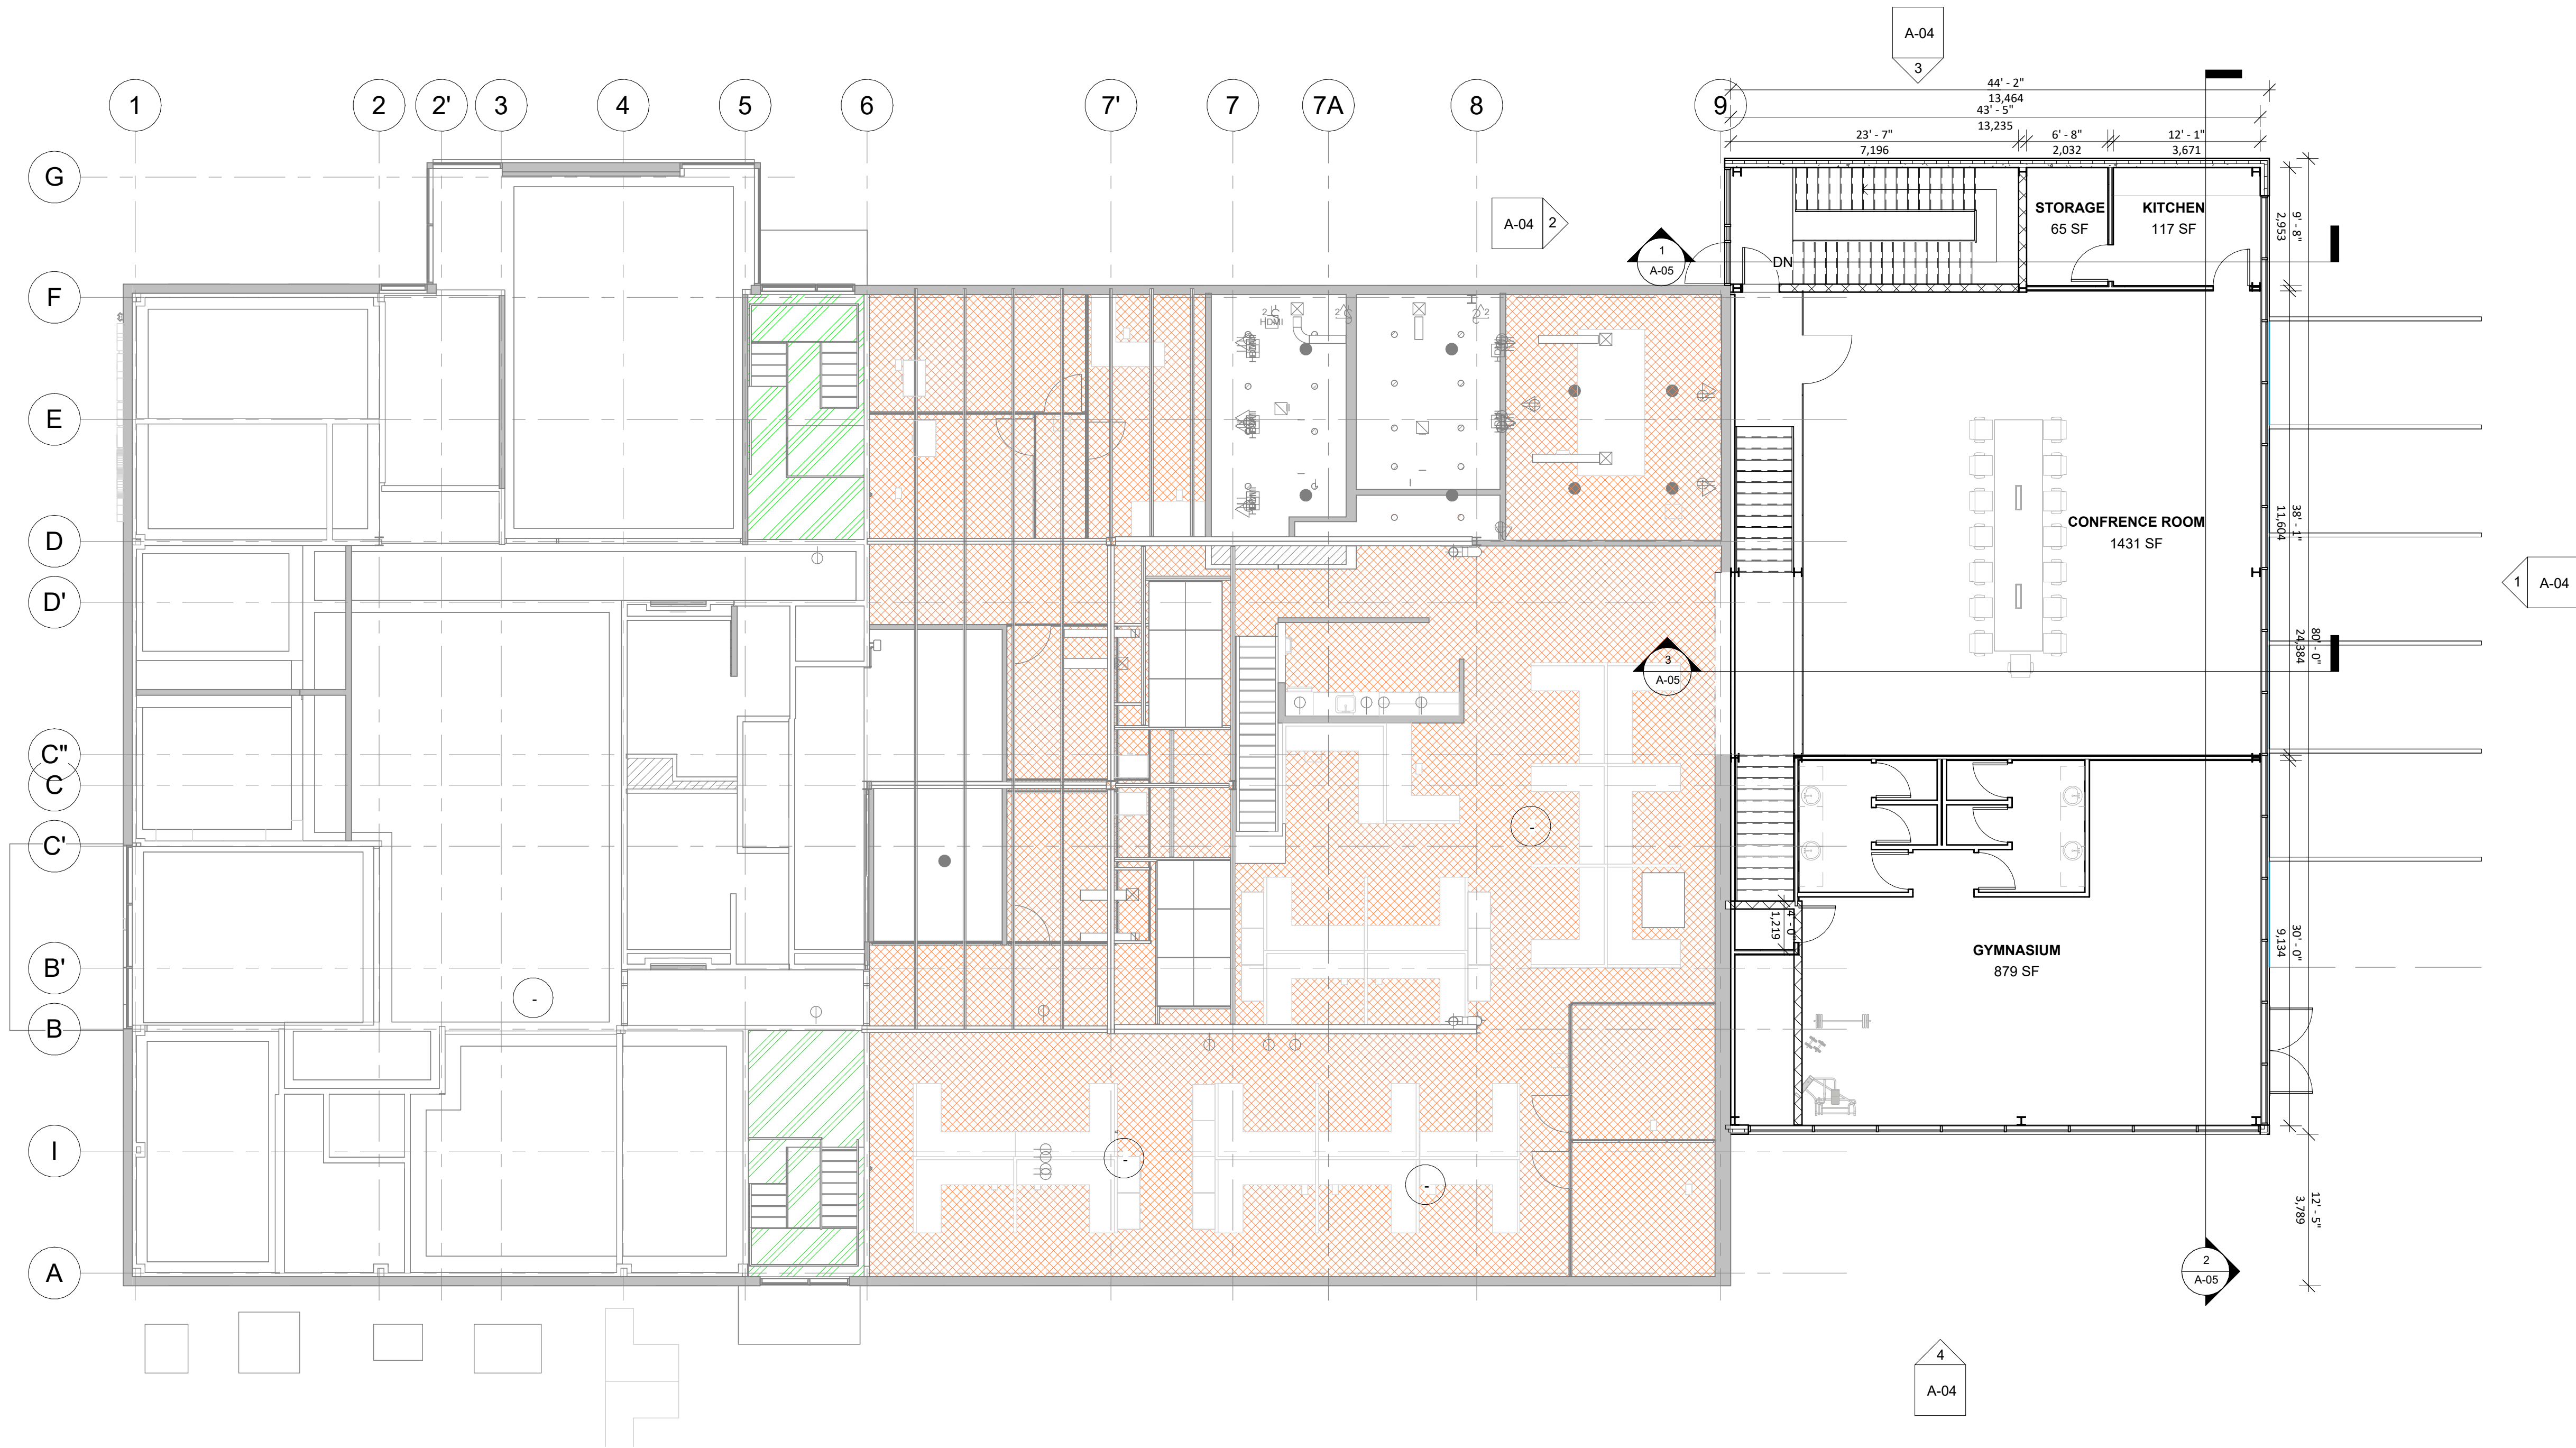 A-04
3
44' - 2"
13,464
43' - 5"
13,235
23' - 7"
7,196
6' - 8"
2,032
12' - 1"
3,671
1
2
2'
3
4
5
6
7'
7
7A
8
9
G
F
E
D
D'
C"
C
C'
B'
B
I
A
A-04
2
1
A-05
DN
STORAGE
65 SF
KITCHEN
117 SF
9' - 8"
2,953
2
HDMI
2
2
2
CONFRENCE ROOM
1431 SF
38' - 1"
11,604
80' - 0"
24,384
1
A-04
3
A-05
4' - 0"
1,219
GYMNASIUM
879 SF
30' - 0"
9,134
12' - 5"
3,789
-
-
-
-
2
A-05
4
A-04